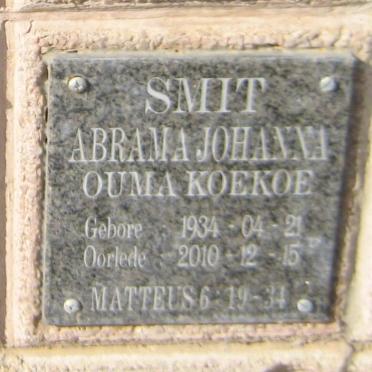 SMIT
ABRAMA JOHANNA
OUMA KOEKOE
Gebore : 1934 - 04 - 21
Oorlede : 2010 - 12 - 15
MATTEUS 6 : 19 - 34